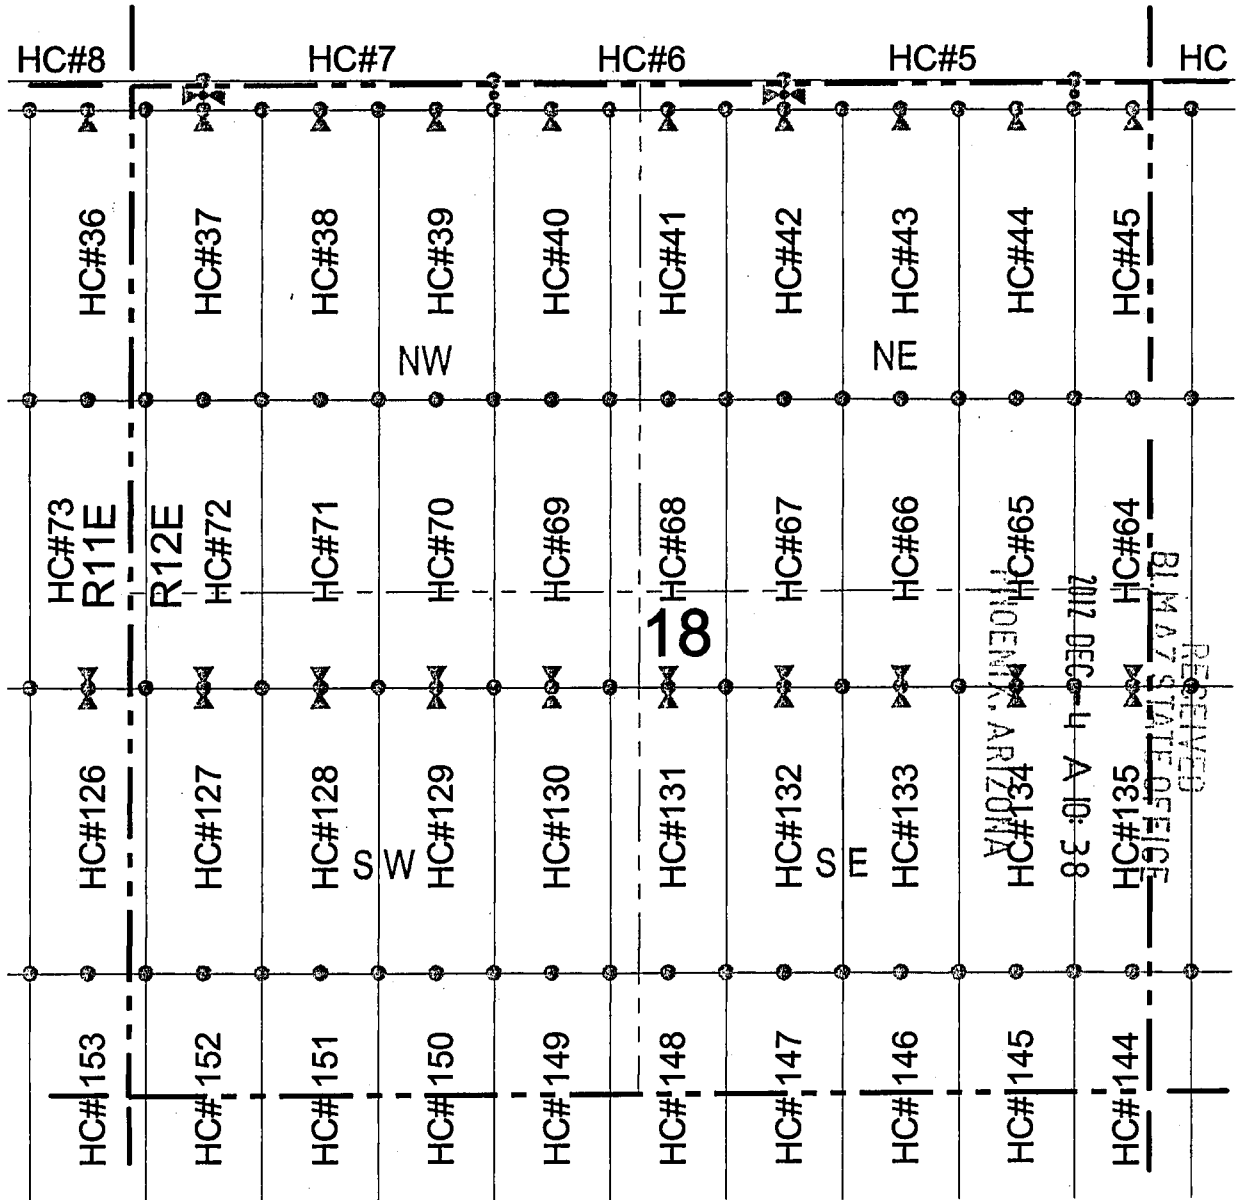 HC#8 HC#7 HC#6 HC#5 HC
HC#36 HC#37 HC#38 HC#39 HC#40 HC#41 HC#42 HC#43 HC#44 HC#45
NW NE
HC#73 HC#72 HC#71 HC#70 HC#69 HC#68 HC#67 HC#66 HC#65 HC#64
R11E R12E
18
HC#126 HC#127 HC#128 HC#129 HC#130 HC#131 HC#132 HC#133 HC#134 HC#135
SW SE
HC#153 HC#152 HC#151 HC#150 HC#149 HC#148 HC#147 HC#146 HC#145 HC#144
RECEIVED
BLM AZ STATE OFFICE
2012 DEC -4 A 10:38
PHOENIX, ARIZONA